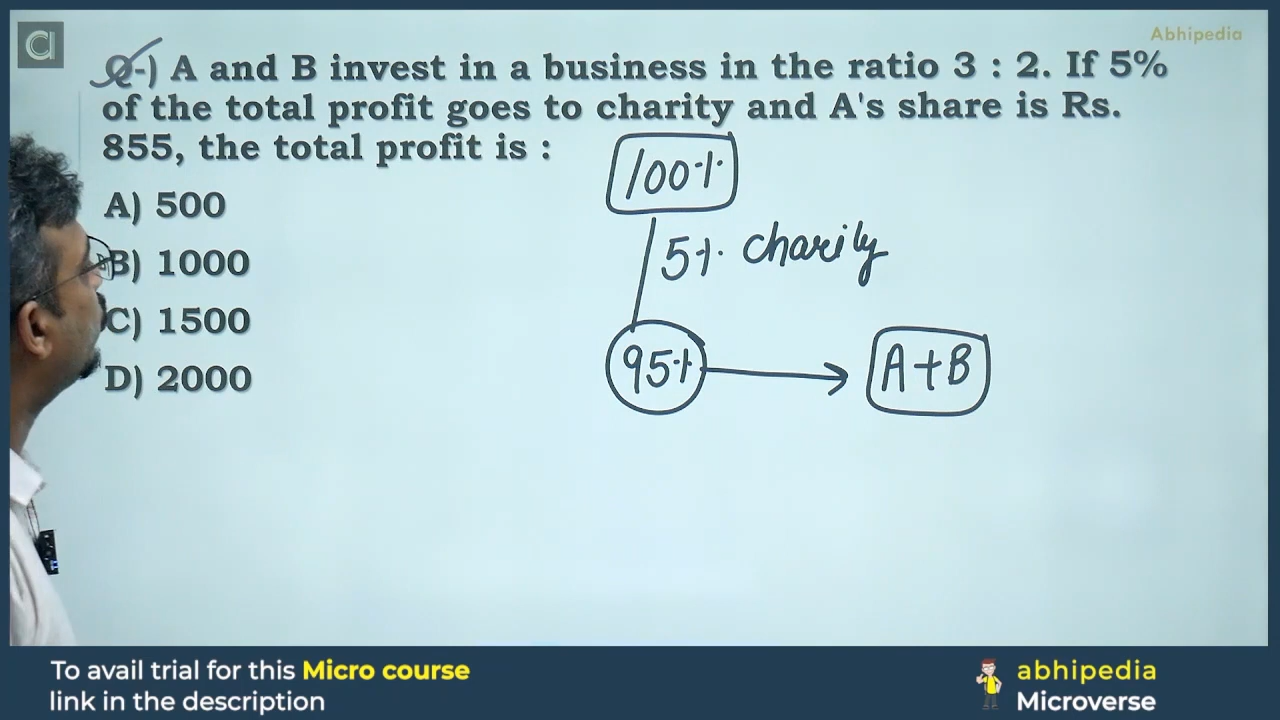 Abhipedia
Q-) A and B invest in a business in the ratio 3 : 2. If 5%
of the total profit goes to charity and A's share is Rs.
855, the total profit is :
A) 500
B) 1000
C) 1500
D) 2000
100%
5% charity
95%
A+B
To avail trial for this Micro course
link in the description
abhipedia
Microverse